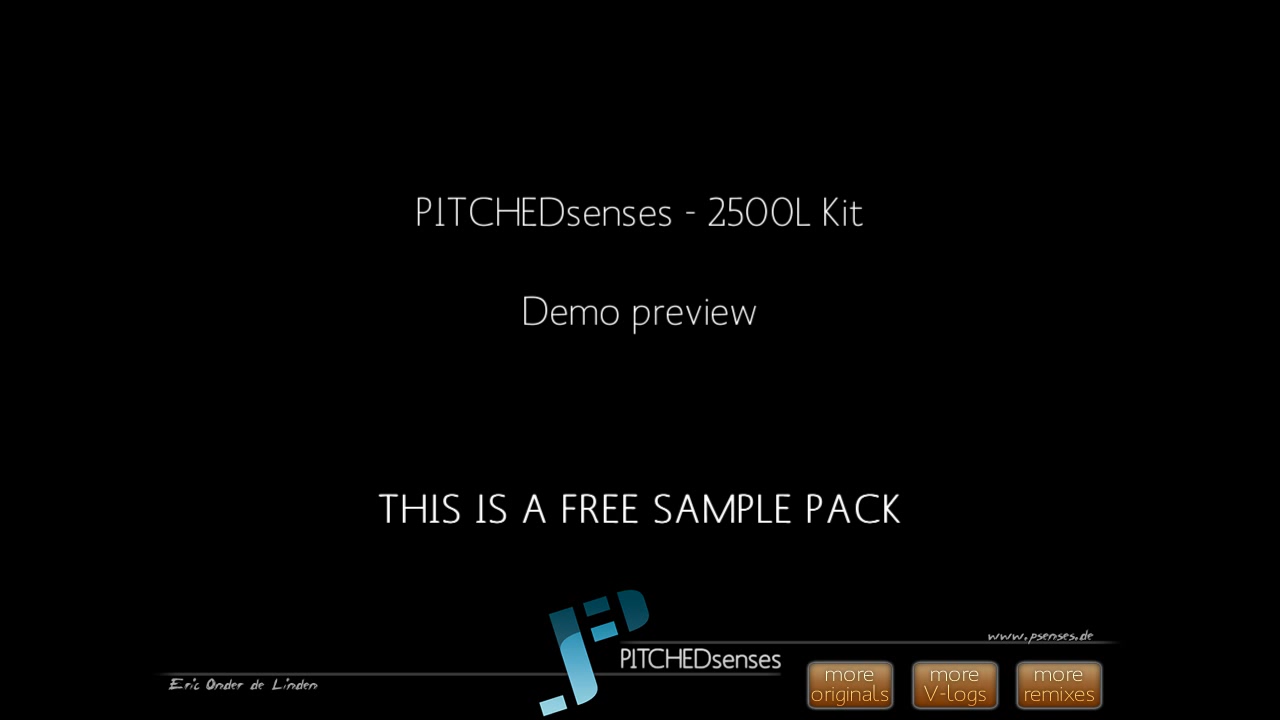 PITCHEDsenses - 2500L Kit
Demo preview
THIS IS A FREE SAMPLE PACK
www.psenses.de
PITCHEDsenses
Eric Onder de Linden
more originals
more V-logs
more remixes